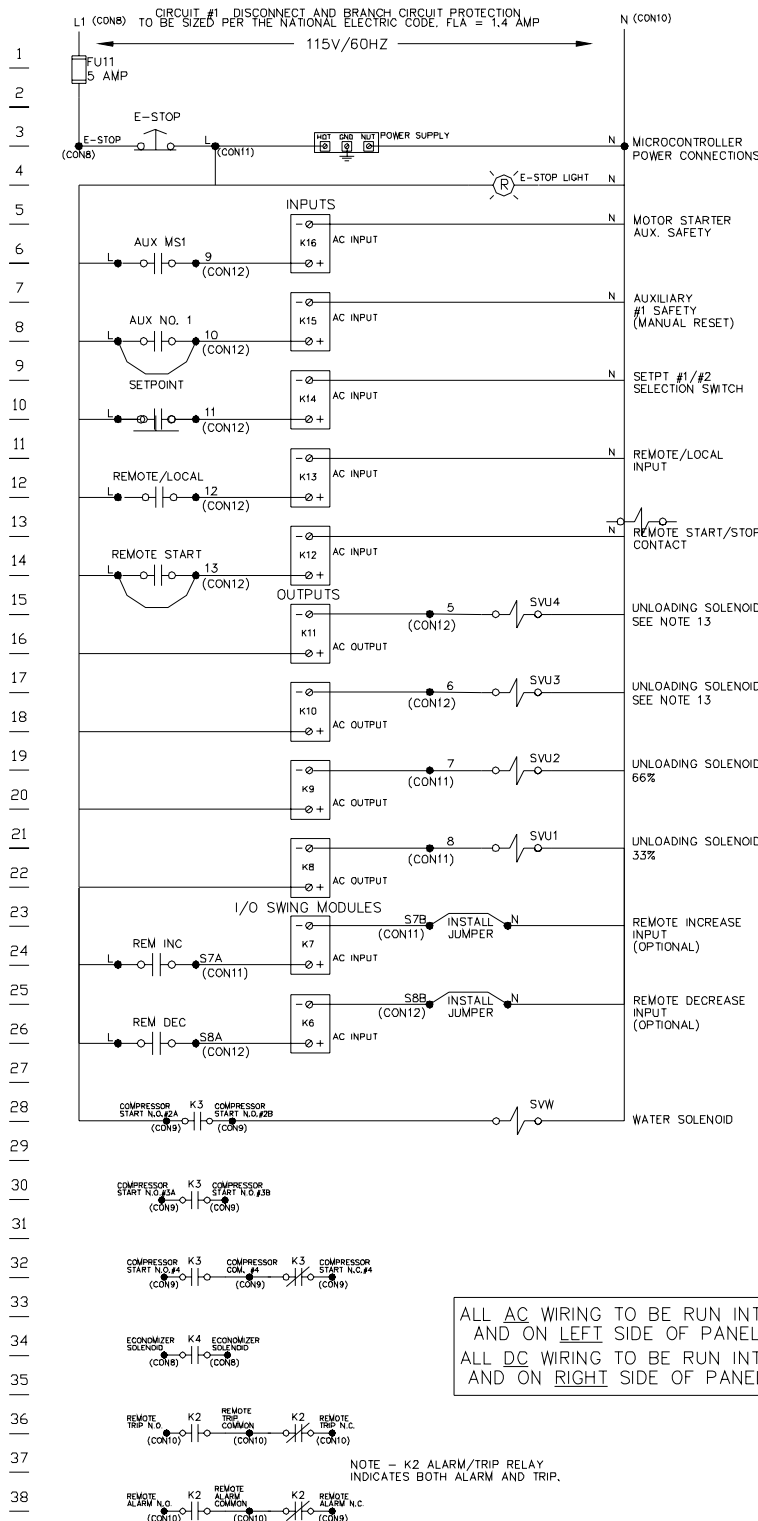 CIRCUIT #1 DISCONNECT AND BRANCH CIRCUIT PROTECTION
L1 (CON8) TO BE SIZED PER THE NATIONAL ELECTRIC CODE. FLA = 1.4 AMP N (CON10)
115V/60HZ
1
FU11
5 AMP
2
E-STOP
3
E-STOP L HOT GND NUT POWER SUPPLY N MICROCONTROLLER
(CON8) (CON11) POWER CONNECTIONS
4
R E-STOP LIGHT N
INPUTS
5
- N MOTOR STARTER
K16 AC INPUT AUX. SAFETY
6 AUX MS1
L 9 +
(CON12)
7
- N AUXILIARY
K15 AC INPUT #1 SAFETY
8 AUX NO. 1 (MANUAL RESET)
L 10 +
(CON12)
9
- N SETPT #1/#2
SETPOINT SELECTION SWITCH
K14 AC INPUT
10
L 11 +
(CON12)
11
- N REMOTE/LOCAL
INPUT
12 REMOTE/LOCAL K13 AC INPUT
L 12 +
(CON12)
13
- N REMOTE START/STOP
CONTACT
14 REMOTE START K12 AC INPUT
L 13 +
(CON12)
OUTPUTS
15
- 5 SVU4 UNLOADING SOLENOID
(CON12) SEE NOTE 13
K11
16 AC OUTPUT
+
17
- 6 SVU3 UNLOADING SOLENOID
(CON12) SEE NOTE 13
K10
18 AC OUTPUT
+
19
- 7 SVU2 UNLOADING SOLENOID
(CON11) 66%
K9
20 AC OUTPUT
+
21
- 8 SVU1 UNLOADING SOLENOID
(CON11) 33%
K8
22 AC OUTPUT
+
I/O SWING MODULES
23
- S7B INSTALL N REMOTE INCREASE
(CON11) JUMPER INPUT
(OPTIONAL)
24 REM INC K7
AC INPUT
L S7A +
(CON11)
25
- S8B INSTALL N REMOTE DECREASE
(CON12) JUMPER INPUT
(OPTIONAL)
26 REM DEC K6
AC INPUT
L S8A +
(CON12)
27
28 COMPRESSOR K3 COMPRESSOR SVW
START N.O.#2A START N.O.#2B WATER SOLENOID
(CON9) (CON9)
29
30 COMPRESSOR K3 COMPRESSOR
START N.O.#3A START N.O.#3B
(CON9) (CON9)
31
32 COMPRESSOR K3 COMPRESSOR K3 COMPRESSOR
START N.O.#4 COM. #4 START N.C.#4
(CON9) (CON9) (CON9)
33
ALL AC WIRING TO BE RUN INT
34 AND ON LEFT SIDE OF PANEL
ECONOMIZER K4 ECONOMIZER
SOLENOID SOLENOID
(CON8) (CON8)
ALL DC WIRING TO BE RUN INT
35 AND ON RIGHT SIDE OF PANE
36 REMOTE K2 REMOTE K2 REMOTE
TRIP N.O. TRIP TRIP N.C.
COMMON
(CON10) (CON10) (CON10)
37 NOTE – K2 ALARM/TRIP RELAY
INDICATES BOTH ALARM AND TRIP.
38 REMOTE K2 REMOTE K2 REMOTE
ALARM N.O. ALARM ALARM N.C.
COMMON
(CON10) (CON10) (CON9)